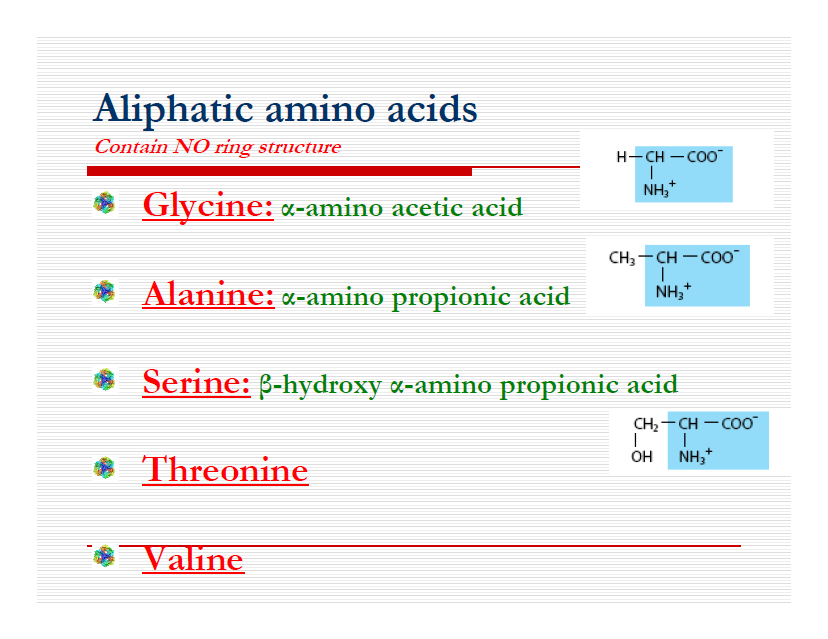 Aliphatic amino acids
Contain NO ring structure
H—CH—COO⁻
NH₃⁺
Glycine: α-amino acetic acid
CH₃—CH—COO⁻
NH₃⁺
Alanine: α-amino propionic acid
Serine: β-hydroxy α-amino propionic acid
CH₂—CH—COO⁻
OH NH₃⁺
Threonine
Valine